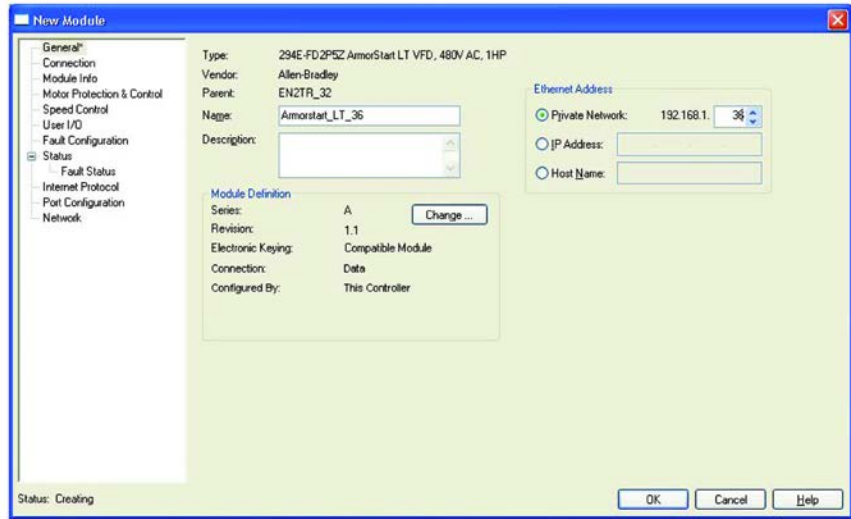 New Module
General*
Connection
Module Info
Motor Protection & Control
Speed Control
User I/O
Fault Configuration
Status
Fault Status
Internet Protocol
Port Configuration
Network
Type: 294E-FD2P5Z ArmorStart LT VFD, 480V AC, 1HP
Vendor: Allen-Bradley
Parent: EN2TR_32
Name: Armorstart_LT_36
Description:
Ethernet Address
Private Network: 192.168.1. 36
IP Address:
Host Name:
Module Definition
Series: A
Change ...
Revision: 1.1
Electronic Keying: Compatible Module
Connection: Data
Configured By: This Controller
Status: Creating
OK
Cancel
Help